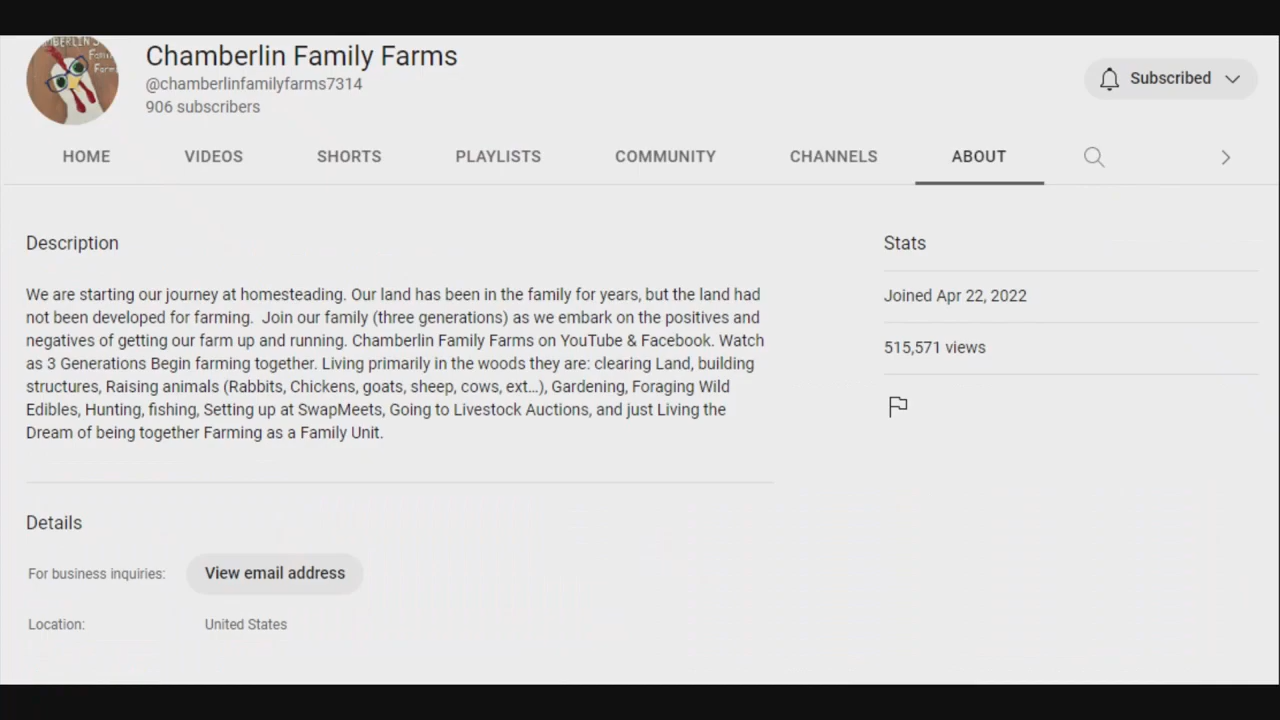 BERLIN'S
Family
Farms
Chamberlin Family Farms
@chamberlinfamilyfarms7314
906 subscribers
Subscribed
HOME VIDEOS SHORTS PLAYLISTS COMMUNITY CHANNELS ABOUT
Description
We are starting our journey at homesteading. Our land has been in the family for years, but the land had
not been developed for farming.  Join our family (three generations) as we embark on the positives and
negatives of getting our farm up and running. Chamberlin Family Farms on YouTube & Facebook. Watch
as 3 Generations Begin farming together. Living primarily in the woods they are: clearing Land, building
structures, Raising animals (Rabbits, Chickens, goats, sheep, cows, ext...), Gardening, Foraging Wild
Edibles, Hunting, fishing, Setting up at SwapMeets, Going to Livestock Auctions, and just Living the
Dream of being together Farming as a Family Unit.
Stats
Joined Apr 22, 2022
515,571 views
Details
For business inquiries: View email address
Location: United States